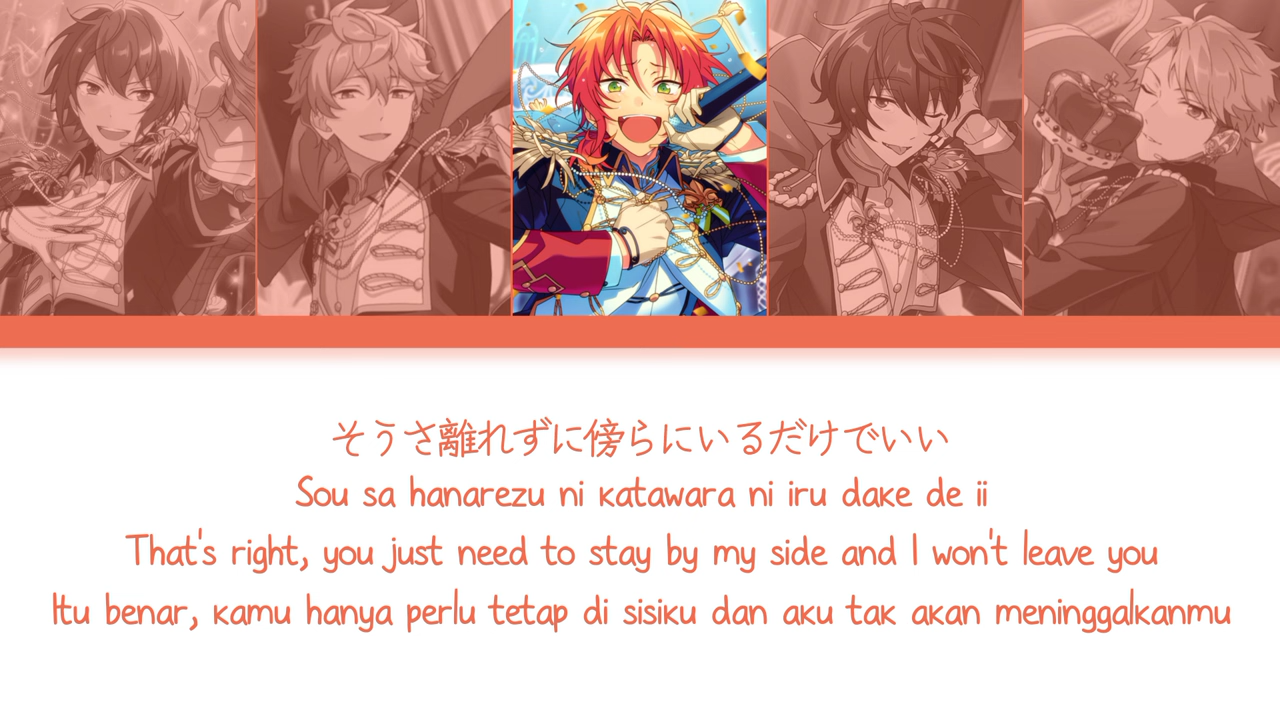 そうさ離れずに傍らにいるだけでいい
Sou sa hanarezu ni katawara ni iru dake de ii
That's right, you just need to stay by my side and I won't leave you
Itu benar, kamu hanya perlu tetap di sisiku dan aku tak akan meninggalkanmu